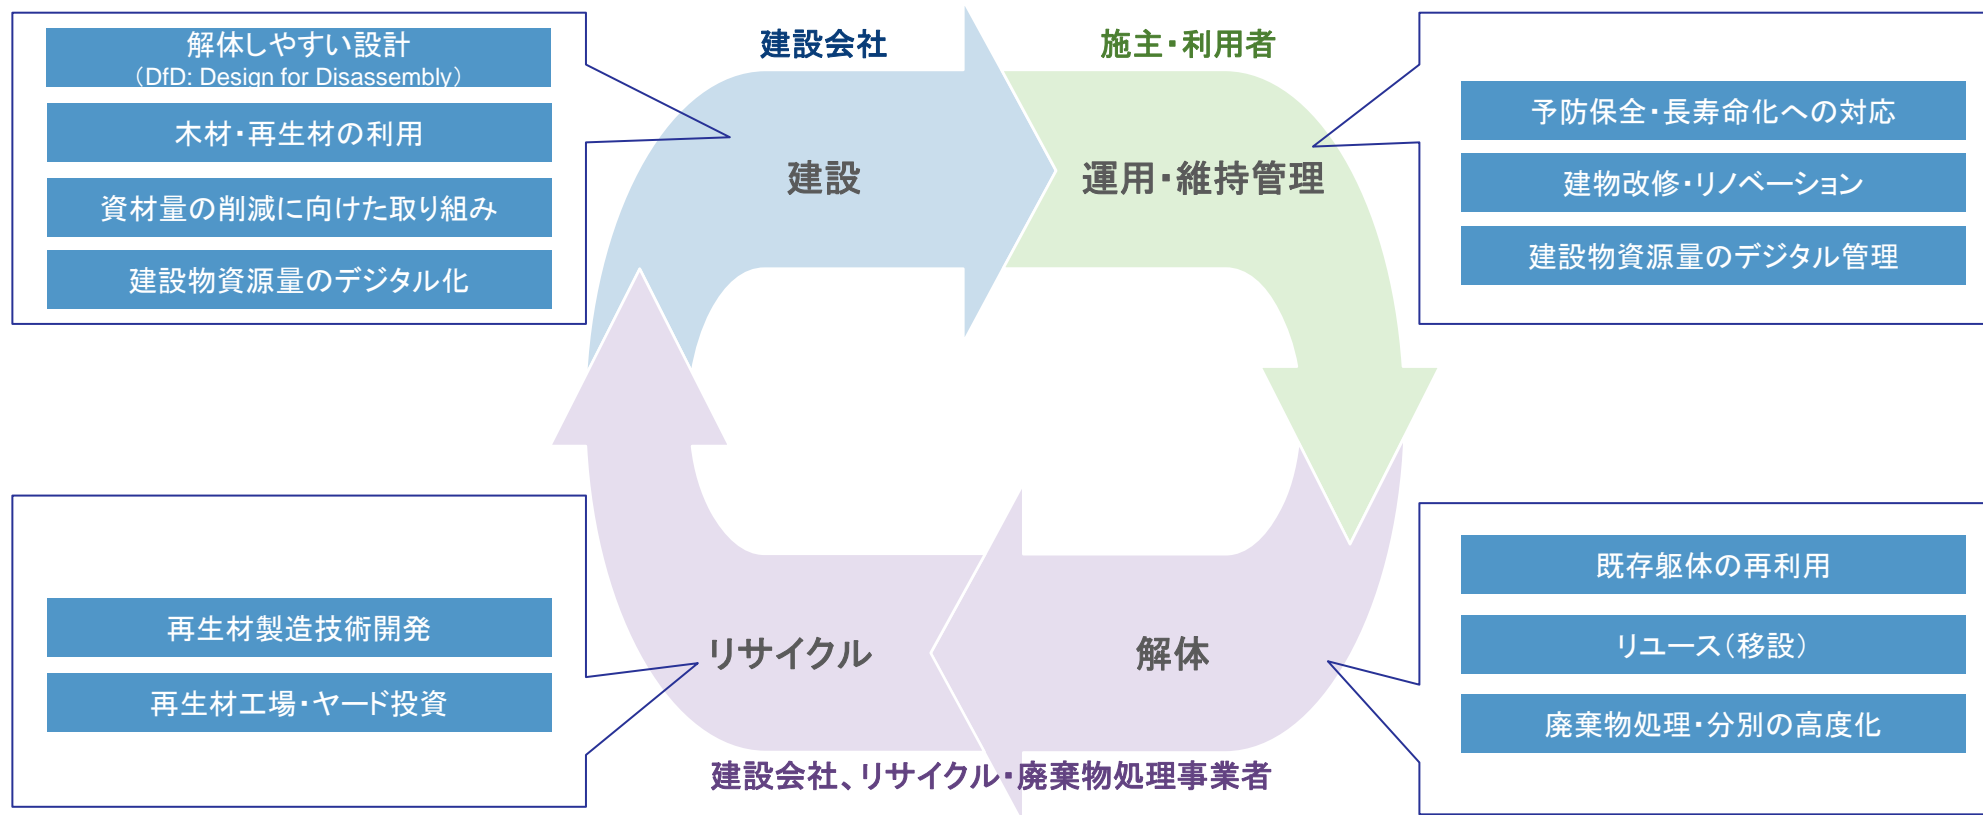 解体しやすい設計
（DfD: Design for Disassembly）
木材・再生材の利用
資材量の削減に向けた取り組み
建設物資源量のデジタル化
建設会社
施主・利用者
建設
運用・維持管理
予防保全・長寿命化への対応
建物改修・リノベーション
建設物資源量のデジタル管理
再生材製造技術開発
再生材工場・ヤード投資
リサイクル
解体
建設会社、リサイクル・廃棄物処理事業者
既存躯体の再利用
リユース（移設）
廃棄物処理・分別の高度化